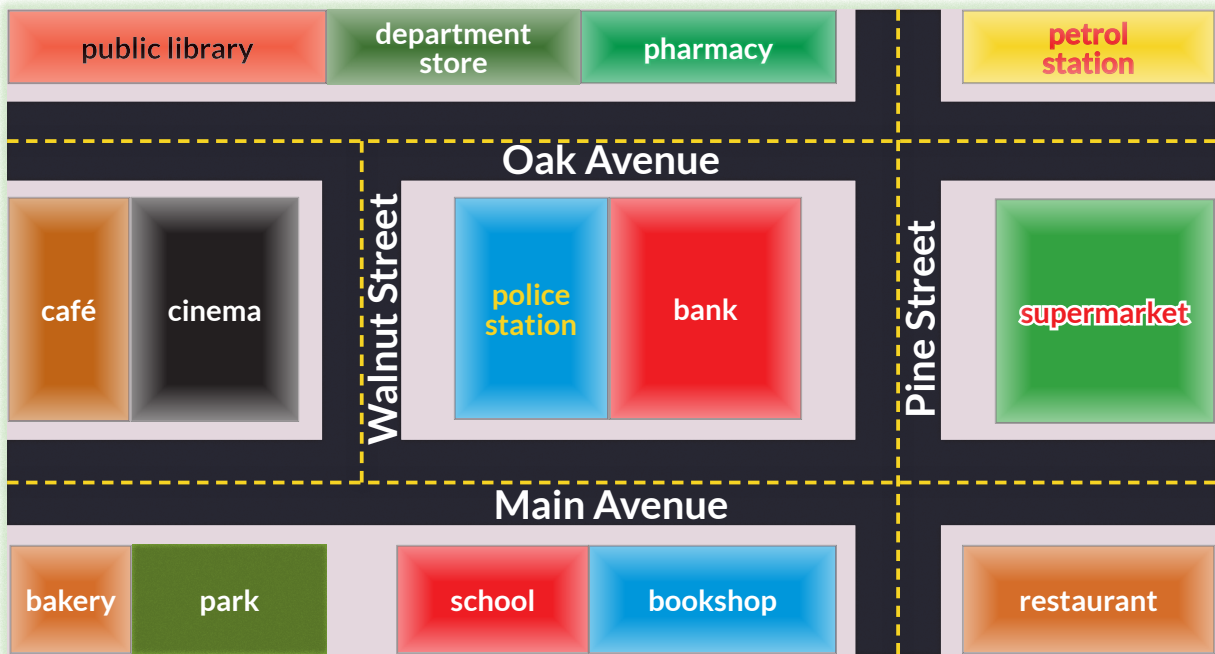 public library
department
store
pharmacy
petrol
station
Oak Avenue
café
cinema
Walnut Street
police
station
bank
Pine Street
supermarket
Main Avenue
bakery
park
school
bookshop
restaurant